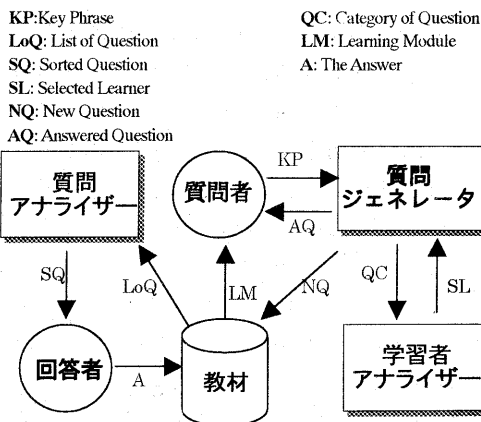 KP:Key Phrase
LoQ: List of Question
SQ: Sorted Question
SL: Selected Learner
NQ: New Question
AQ: Answered Question
QC: Category of Question
LM: Learning Module
A: The Answer
質問
アナライザー
質問者
KP
質問
ジェネレータ
AQ
SQ
LoQ
LM
NQ
QC
SL
回答者
A
教材
学習者
アナライザー